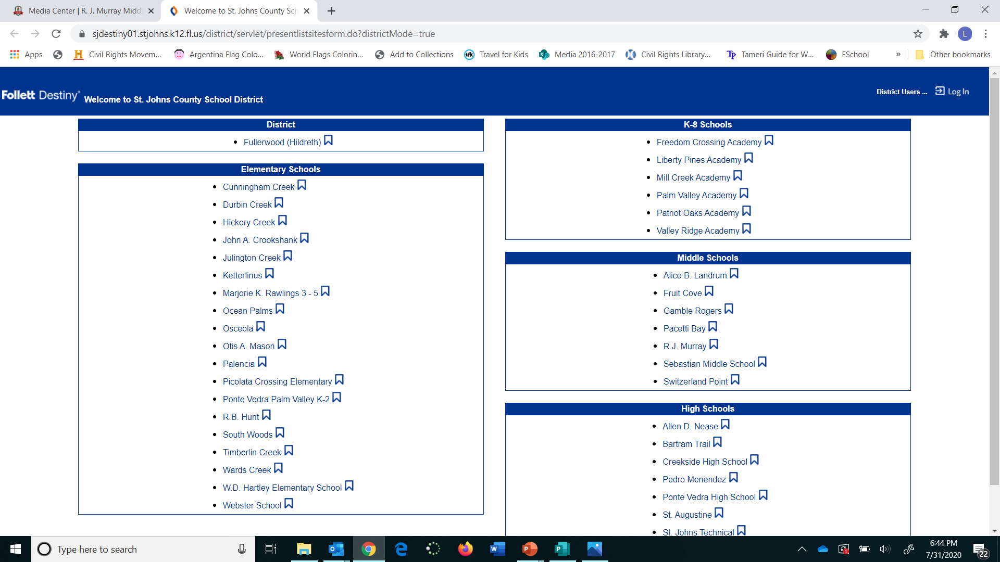 Media Center | R. J. Murray Midd
Welcome to St. Johns County Sch
sjdestiny01.stjohns.k12.fl.us/district/servlet/presentlistsitesform.do?districtMode=true
L
Apps
H Civil Rights Movem...
Argentina Flag Colo...
World Flags Colorin...
Add to Collections
tfk Travel for Kids
S Media 2016-2017
Civil Rights Library...
TP Tameri Guide for W...
ESchool
»
Other bookmarks
Follett Destiny
Welcome to St. Johns County School District
District Users ...
Log In
District
Fullerwood (Hildreth)
Elementary Schools
Cunningham Creek
Durbin Creek
Hickory Creek
John A. Crookshank
Julington Creek
Ketterlinus
Marjorie K. Rawlings 3 - 5
Ocean Palms
Osceola
Otis A. Mason
Palencia
Picolata Crossing Elementary
Ponte Vedra Palm Valley K-2
R.B. Hunt
South Woods
Timberlin Creek
Wards Creek
W.D. Hartley Elementary School
Webster School
K-8 Schools
Freedom Crossing Academy
Liberty Pines Academy
Mill Creek Academy
Palm Valley Academy
Patriot Oaks Academy
Valley Ridge Academy
Middle Schools
Alice B. Landrum
Fruit Cove
Gamble Rogers
Pacetti Bay
R.J. Murray
Sebastian Middle School
Switzerland Point
High Schools
Allen D. Nease
Bartram Trail
Creekside High School
Pedro Menendez
Ponte Vedra High School
St. Augustine
St. Johns Technical
Type here to search
6:44 PM
7/31/2020
22